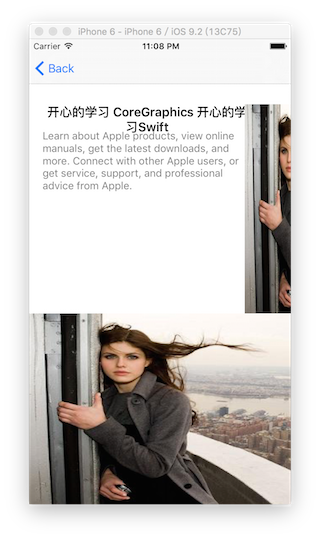 iPhone 6 - iPhone 6 / iOS 9.2 (13C75)
Carrier 11:08 PM
Back
开心的学习 CoreGraphics 开心的学
习Swift
Learn about Apple products, view online
manuals, get the latest downloads, and
more. Connect with other Apple users, or
get service, support, and professional
advice from Apple.